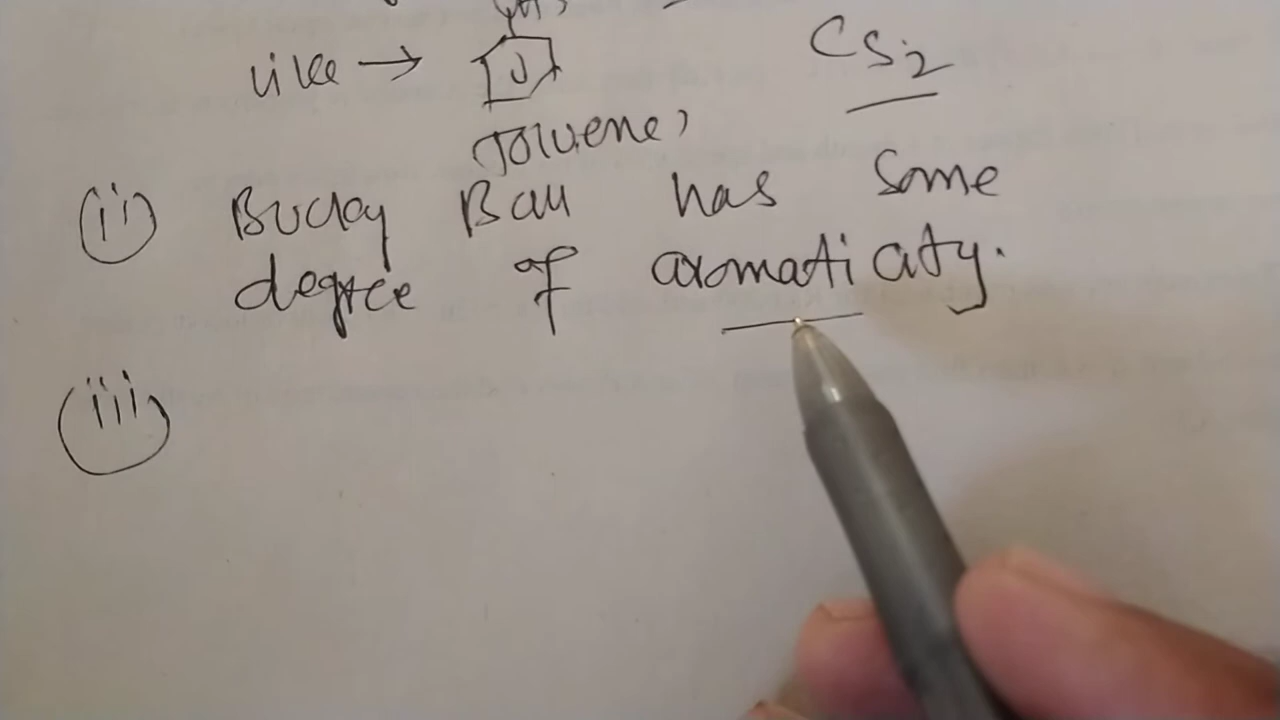 like → CS2
Toluene,
(ii) Bucky Ball has some
degree of aromaticity.
(iii)